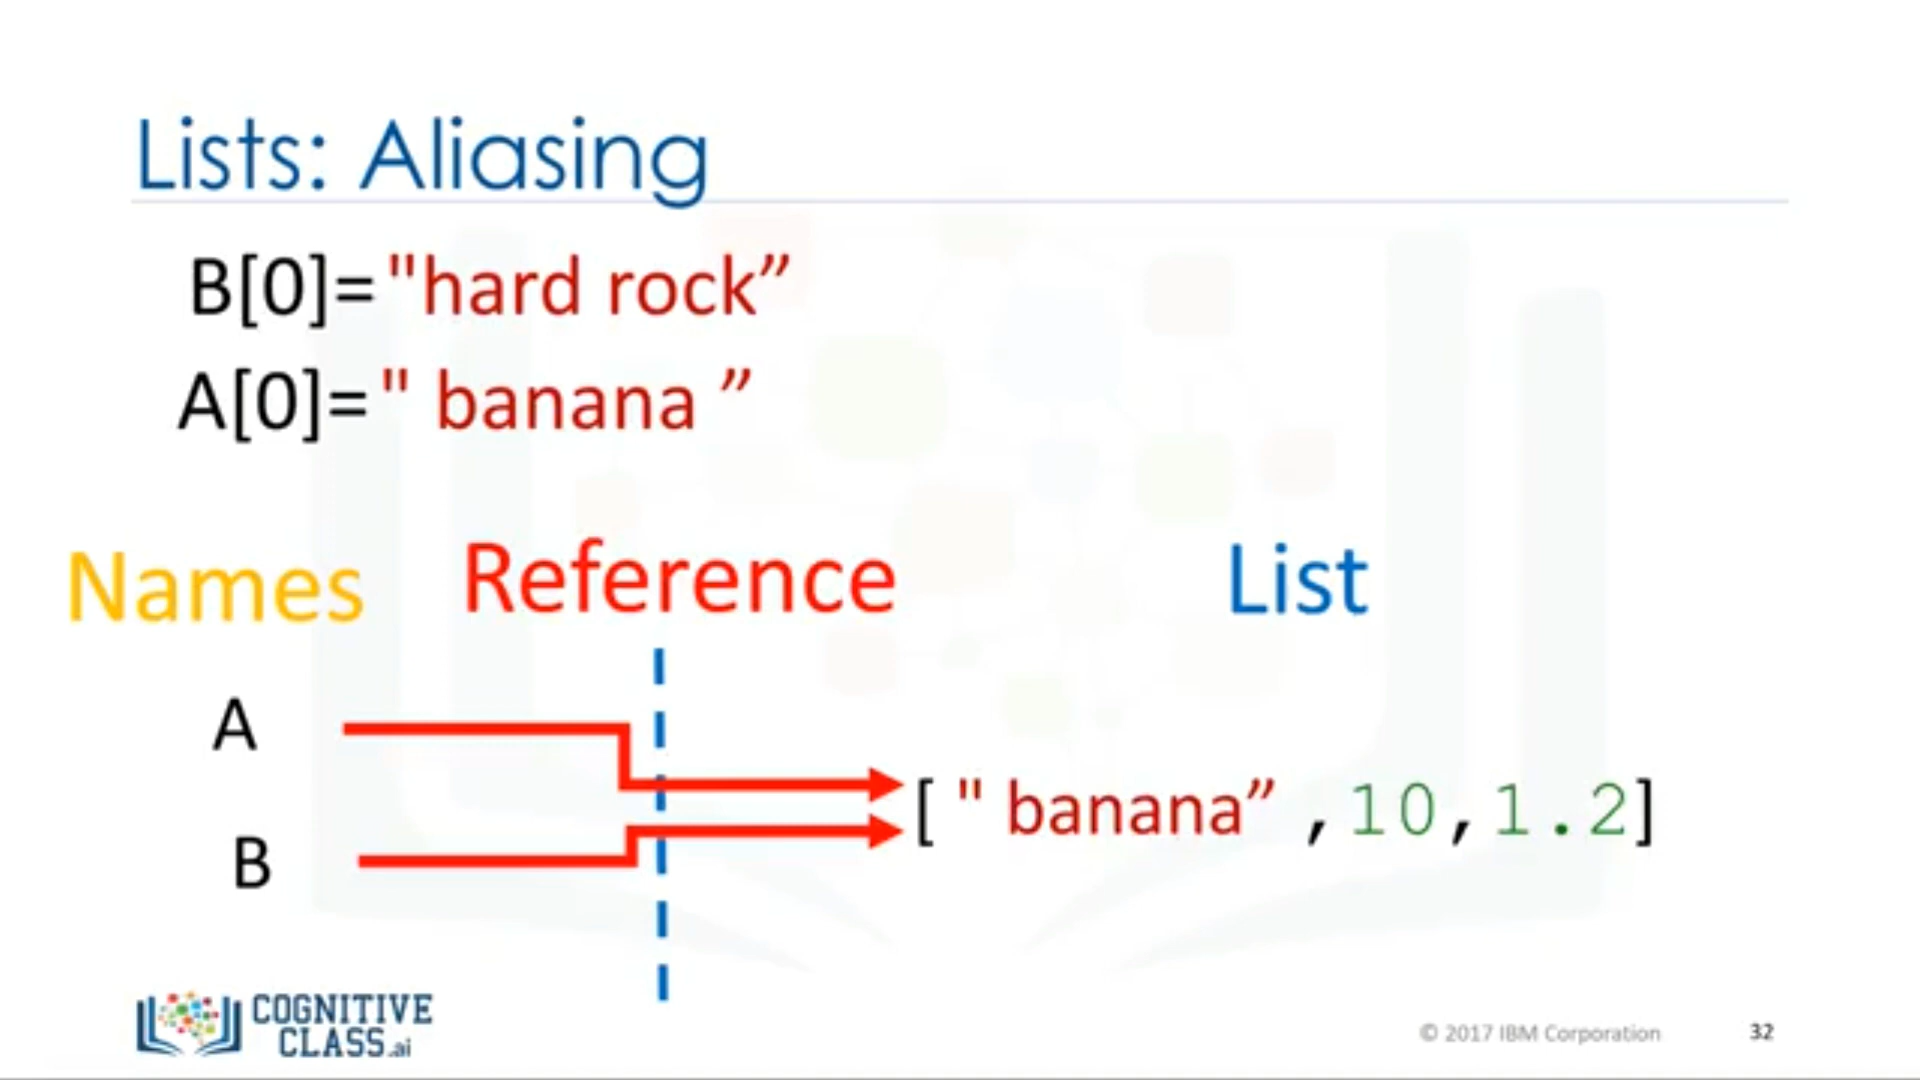 Lists: Aliasing
B[0]="hard rock”
A[0]=" banana ”
Names Reference List
A
[ " banana” ,10,1.2]
B
COGNITIVE
CLASS.ai
© 2017 IBM Corporation 32